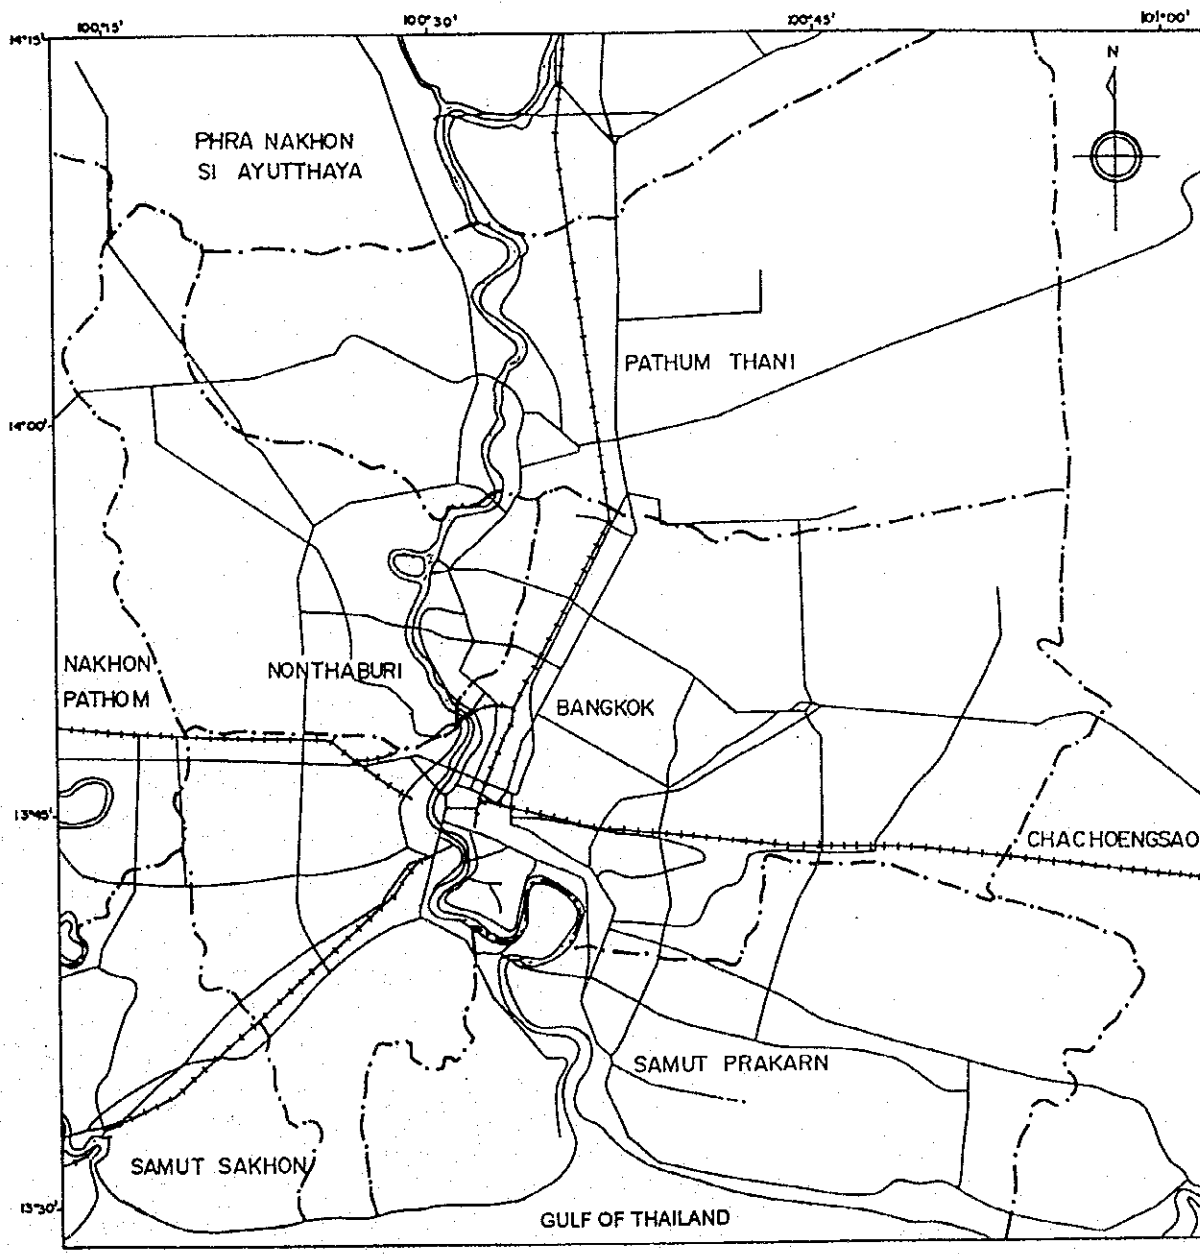 100°15' 100°30' 100°45' 101°00'
14°15'
N
PHRA NAKHON
SI AYUTTHAYA
PATHUM THANI
14°00'
NAKHON
PATHOM
NONTHABURI
BANGKOK
13°45'
CHACHOENGSAO
SAMUT PRAKARN
SAMUT SAKHON
13°30'
GULF OF THAILAND